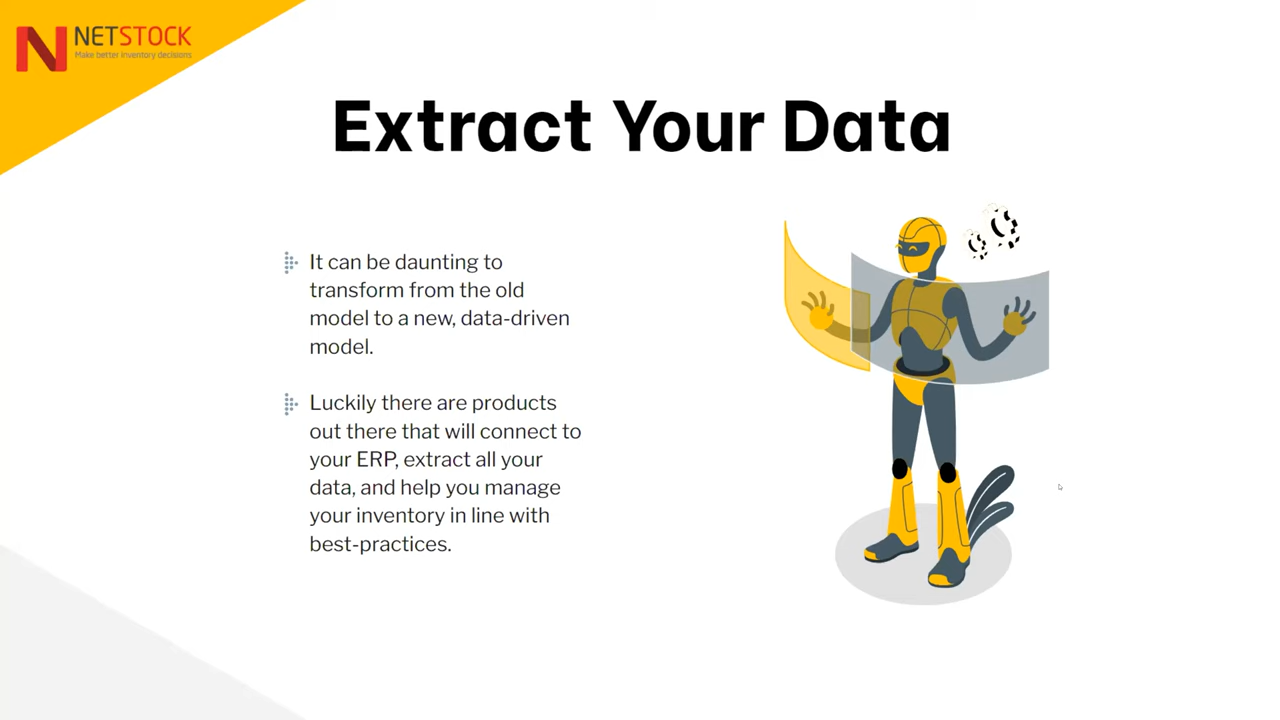 NETSTOCK
Make better inventory decisions
Extract Your Data
It can be daunting to
transform from the old
model to a new, data-driven
model.
Luckily there are products
out there that will connect to
your ERP, extract all your
data, and help you manage
your inventory in line with
best-practices.